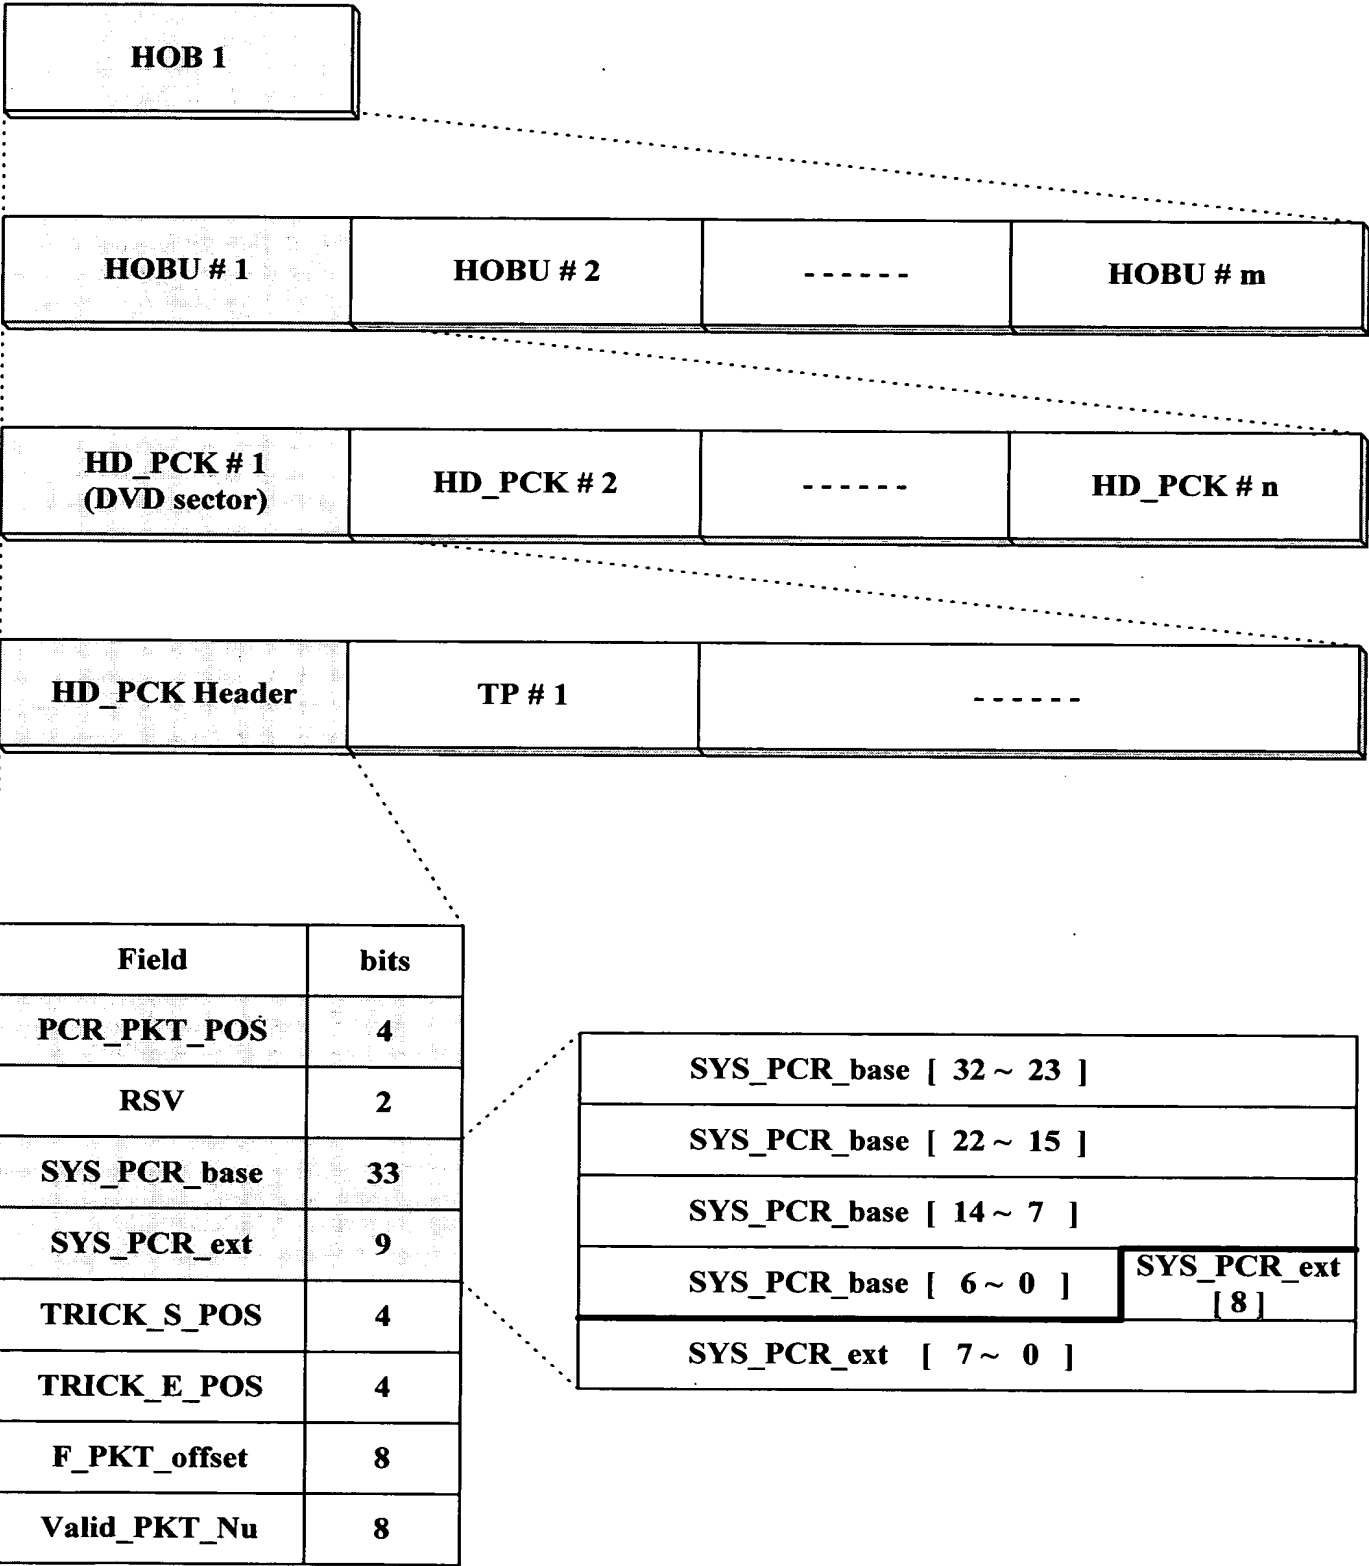 HOB 1
HOBU # 1
HOBU # 2
------
HOBU # m
HD_PCK # 1
(DVD sector)
HD_PCK # 2
------
HD_PCK # n
HD_PCK Header
TP # 1
------
Field bits
PCR_PKT_POS 4
RSV 2
SYS_PCR_base 33
SYS_PCR_ext 9
TRICK_S_POS 4
TRICK_E_POS 4
F_PKT_offset 8
Valid_PKT_Nu 8
SYS_PCR_base [ 32 ~ 23 ]
SYS_PCR_base [ 22 ~ 15 ]
SYS_PCR_base [ 14 ~ 7 ]
SYS_PCR_base [ 6 ~ 0 ]
SYS_PCR_ext
[ 8 ]
SYS_PCR_ext [ 7 ~ 0 ]